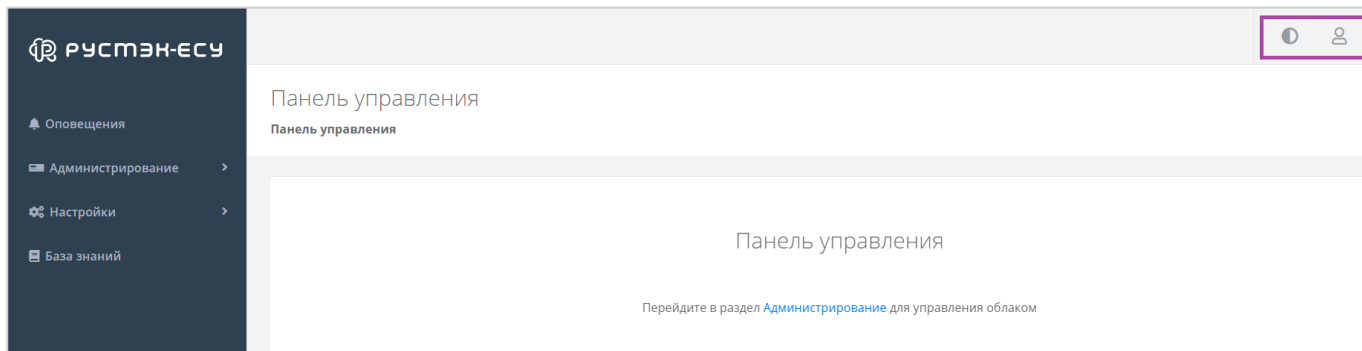 РУСТЭК-ЕСУ
Оповещения
Администрирование
Настройки
База знаний
Панель управления
Панель управления
Панель управления
Перейдите в раздел Администрирование для управления облаком